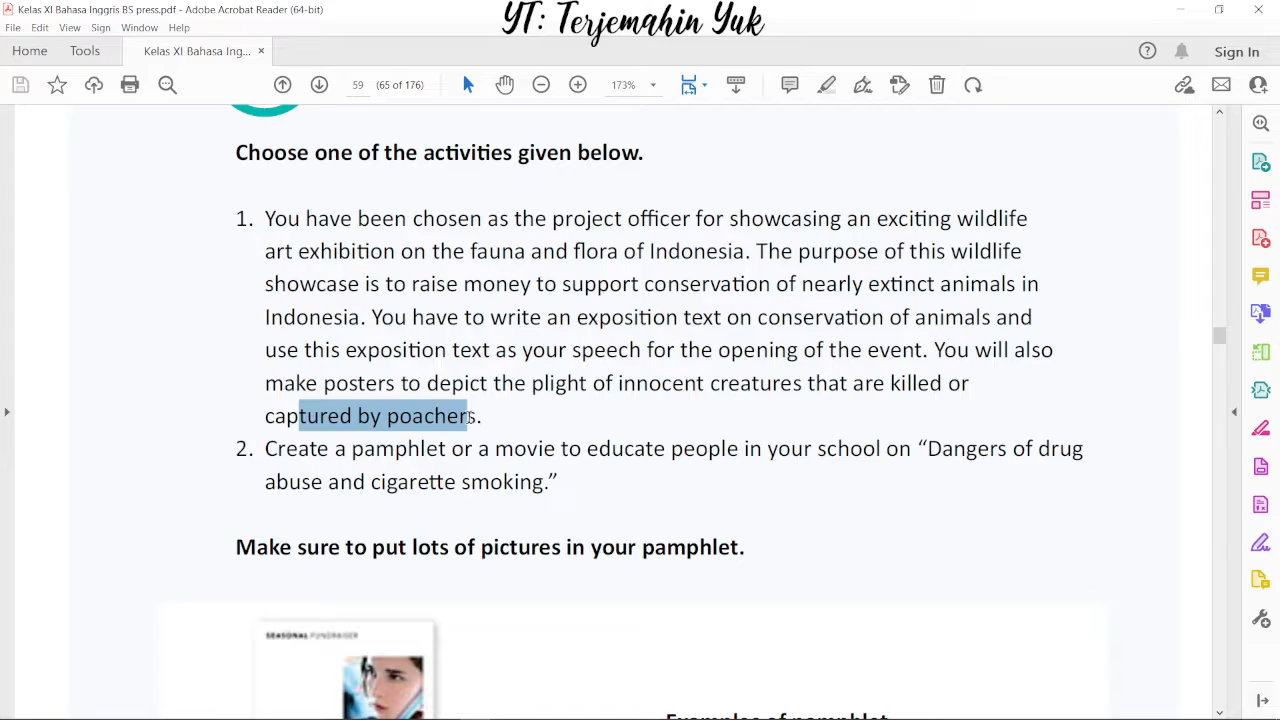 Kelas XI Bahasa Inggris BS press.pdf - Adobe Acrobat Reader (64-bit)
YT: Terjemahin Yuk
File Edit View Sign Window Help
Home Tools Kelas XI Bahasa Ing... × Sign In
59 (65 of 176) 173%
Choose one of the activities given below.
1. You have been chosen as the project officer for showcasing an exciting wildlife
art exhibition on the fauna and flora of Indonesia. The purpose of this wildlife
showcase is to raise money to support conservation of nearly extinct animals in
Indonesia. You have to write an exposition text on conservation of animals and
use this exposition text as your speech for the opening of the event. You will also
make posters to depict the plight of innocent creatures that are killed or
captured by poachers.
2. Create a pamphlet or a movie to educate people in your school on “Dangers of drug
abuse and cigarette smoking.”
Make sure to put lots of pictures in your pamphlet.
SEASONAL FUNDRAISER
Examples of pamphlet